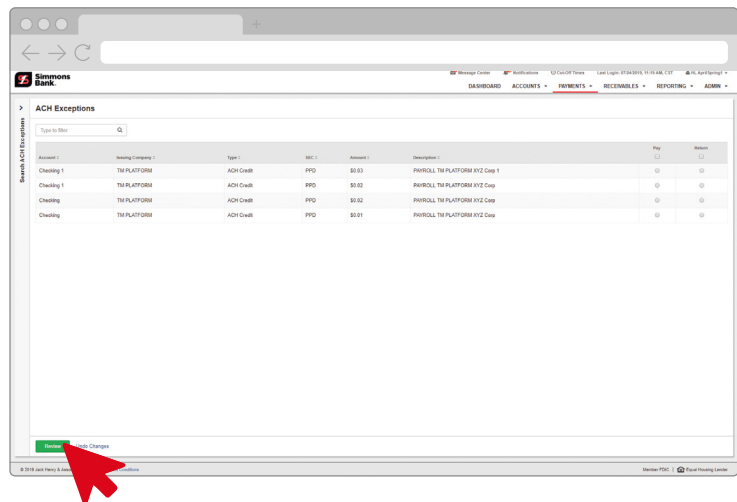 Simmons
Bank.
Message Center Notifications Cut-Off Times Last Login: 07/24/2019, 11:15 AM, CST Hi, AprilSpring1
DASHBOARD ACCOUNTS PAYMENTS RECEIVABLES REPORTING ADMIN
Search ACH Exceptions
ACH Exceptions
Type to filter
Pay Return
Account Issuing Company Type SEC Amount Description
Checking 1 TM PLATFORM ACH Credit PPD $0.03 PAYROLL TM PLATFORM XYZ Corp 1
Checking 1 TM PLATFORM ACH Credit PPD $0.02 PAYROLL TM PLATFORM XYZ Corp
Checking TM PLATFORM ACH Credit PPD $0.02 PAYROLL TM PLATFORM XYZ Corp
Checking TM PLATFORM ACH Credit PPD $0.01 PAYROLL TM PLATFORM XYZ Corp
Review Undo Changes
Jack Henry & Conditions Member FDIC | Equal Housing Lender